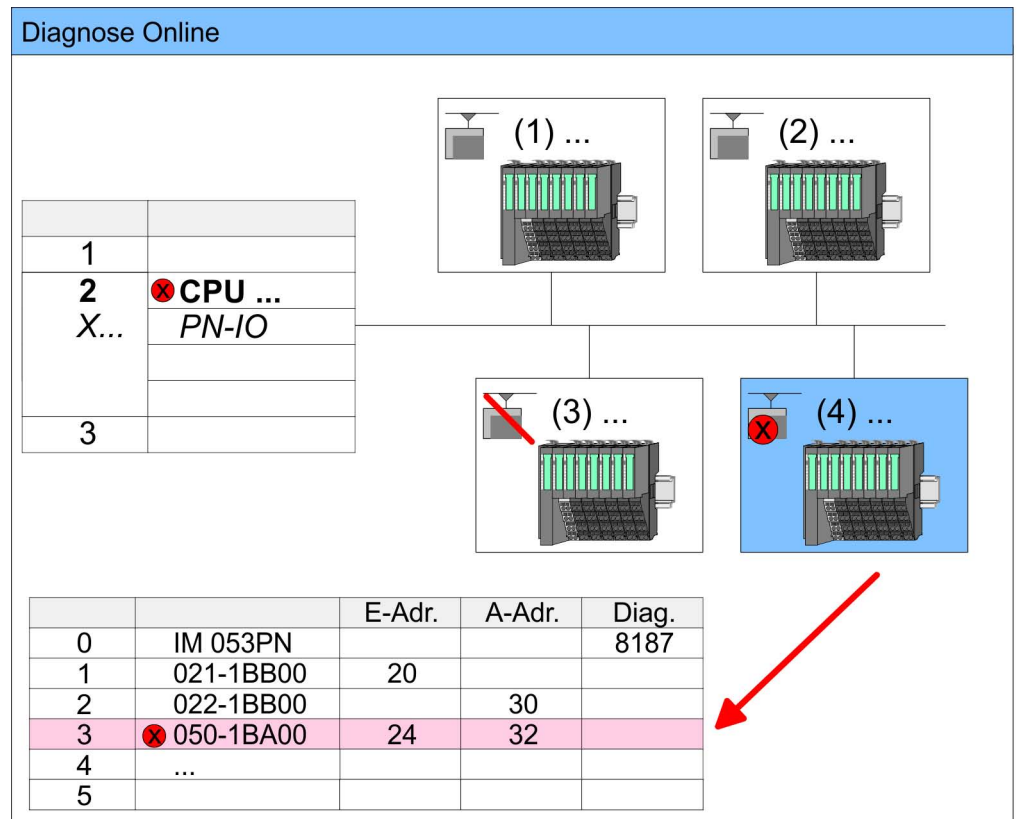 Diagnose Online
(1) ...
(2) ...
1
2 X CPU ...
X... PN-IO
3
(3) ...
X (4) ...
E-Adr. A-Adr. Diag.
0 IM 053PN 8187
1 021-1BB00 20
2 022-1BB00 30
3 X 050-1BA00 24 32
4 ...
5